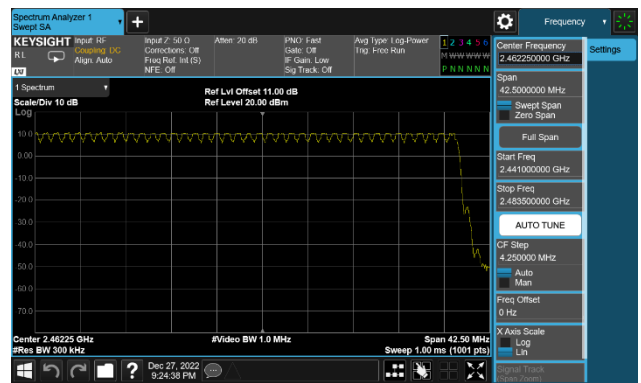 Spectrum Analyzer 1
Swept SA
Frequency
KEYSIGHT
Input: RF
Coupling: DC
Align: Auto
Input Z: 50 Ω
Corrections: Off
Freq Ref: Int (S)
NFE: Off
Atten: 20 dB
PNO: Fast
Gate: Off
IF Gain: Low
Sig Track: Off
Avg Type: Log-Power
Trig: Free Run
1 2 3 4 5 6
M W W W W W
P N N N N N
R L
LXI
1 Spectrum
Scale/Div 10 dB
Log
Ref Lvl Offset 11.00 dB
Ref Level 20.00 dBm
10.0
0.00
-10.0
-20.0
-30.0
-40.0
-50.0
-60.0
-70.0
Center 2.46225 GHz
#Res BW 300 kHz
#Video BW 1.0 MHz
Span 42.50 MHz
Sweep 1.00 ms (1001 pts)
Dec 27, 2022
9:24:38 PM
Center Frequency
2.462250000 GHz
Settings
Span
42.5000000 MHz
Swept Span
Zero Span
Full Span
Start Freq
2.441000000 GHz
Stop Freq
2.483500000 GHz
AUTO TUNE
CF Step
4.250000 MHz
Auto
Man
Freq Offset
0 Hz
X Axis Scale
Log
Lin
Signal Track
(Span Zoom)